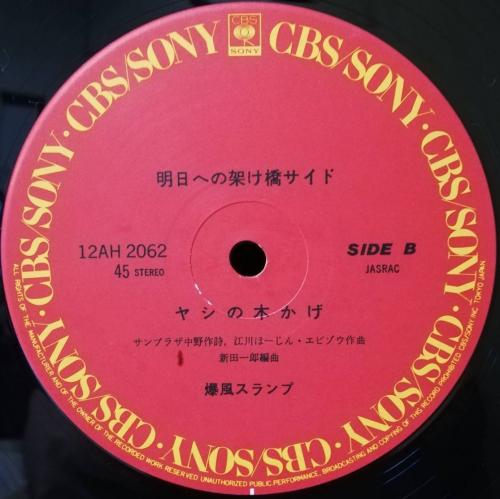 CBS
SONY
CBS/SONY · CBS/SONY · CBS/SONY · CBS/SONY · CBS/SONY · CBS/SONY · CBS/SONY ·
明日への架け橋サイド
12AH 2062
45 STEREO
SIDE B
JASRAC
ヤシの木かげ
サンプラザ中野作詩, 江川ほーじん・エビゾウ作曲
新田一郎編曲
爆風スランプ
ALL RIGHTS OF THE MANUFACTURER AND OF THE OWNER OF THE RECORDED WORK RESERVED UNAUTHORIZED PUBLIC PERFORMANCE, BROADCASTING AND COPYING OF THIS RECORD PROHIBITED CBS/SONY INC. TOKYO JAPAN